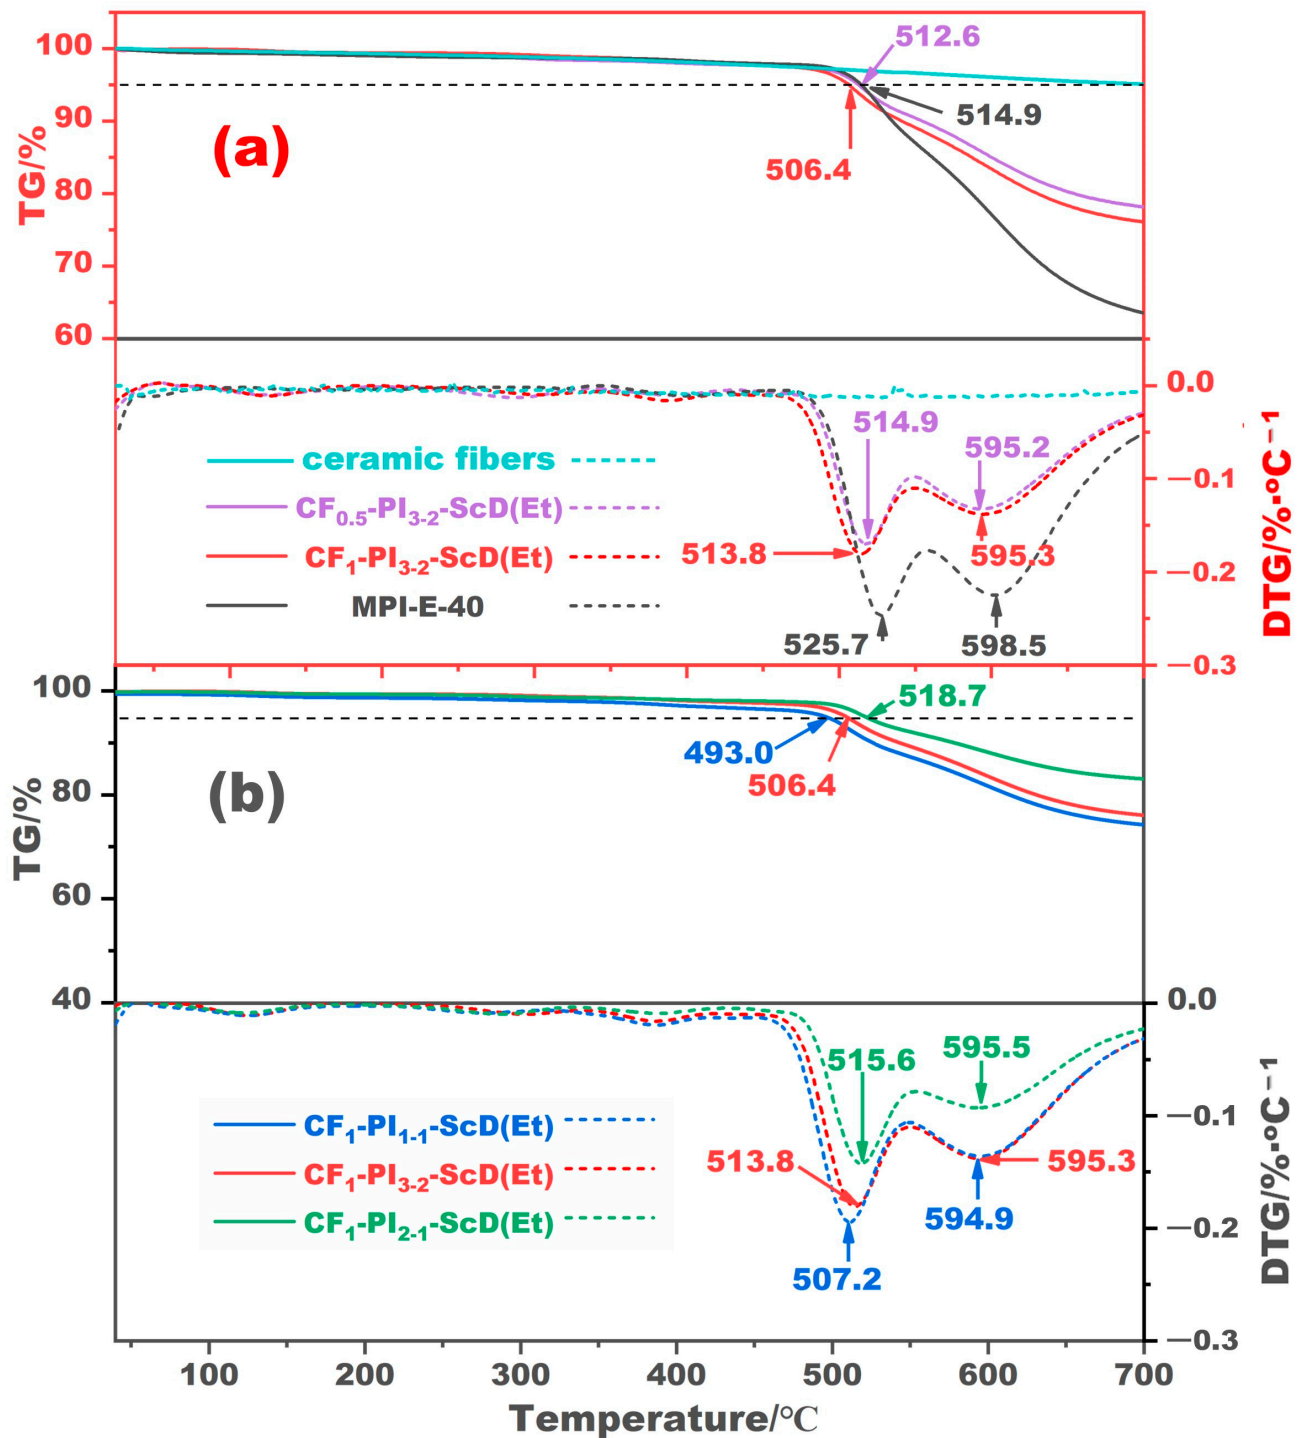 100
90
80
70
60
TG/%
(a)
512.6
514.9
506.4
0.0
−0.1
−0.2
−0.3
DTG/%·°C⁻¹
514.9
595.2
513.8
595.3
525.7
598.5
ceramic fibers
CF₀.₅-PI₃₋₂-ScD(Et)
CF₁-PI₃₋₂-ScD(Et)
MPI-E-40
100
80
60
40
TG/%
(b)
518.7
493.0
506.4
0.0
−0.1
−0.2
−0.3
DTG/%·°C⁻¹
515.6
595.5
513.8
595.3
594.9
507.2
CF₁-PI₁₋₁-ScD(Et)
CF₁-PI₃₋₂-ScD(Et)
CF₁-PI₂₋₁-ScD(Et)
100 200 300 400 500 600 700
Temperature/°C